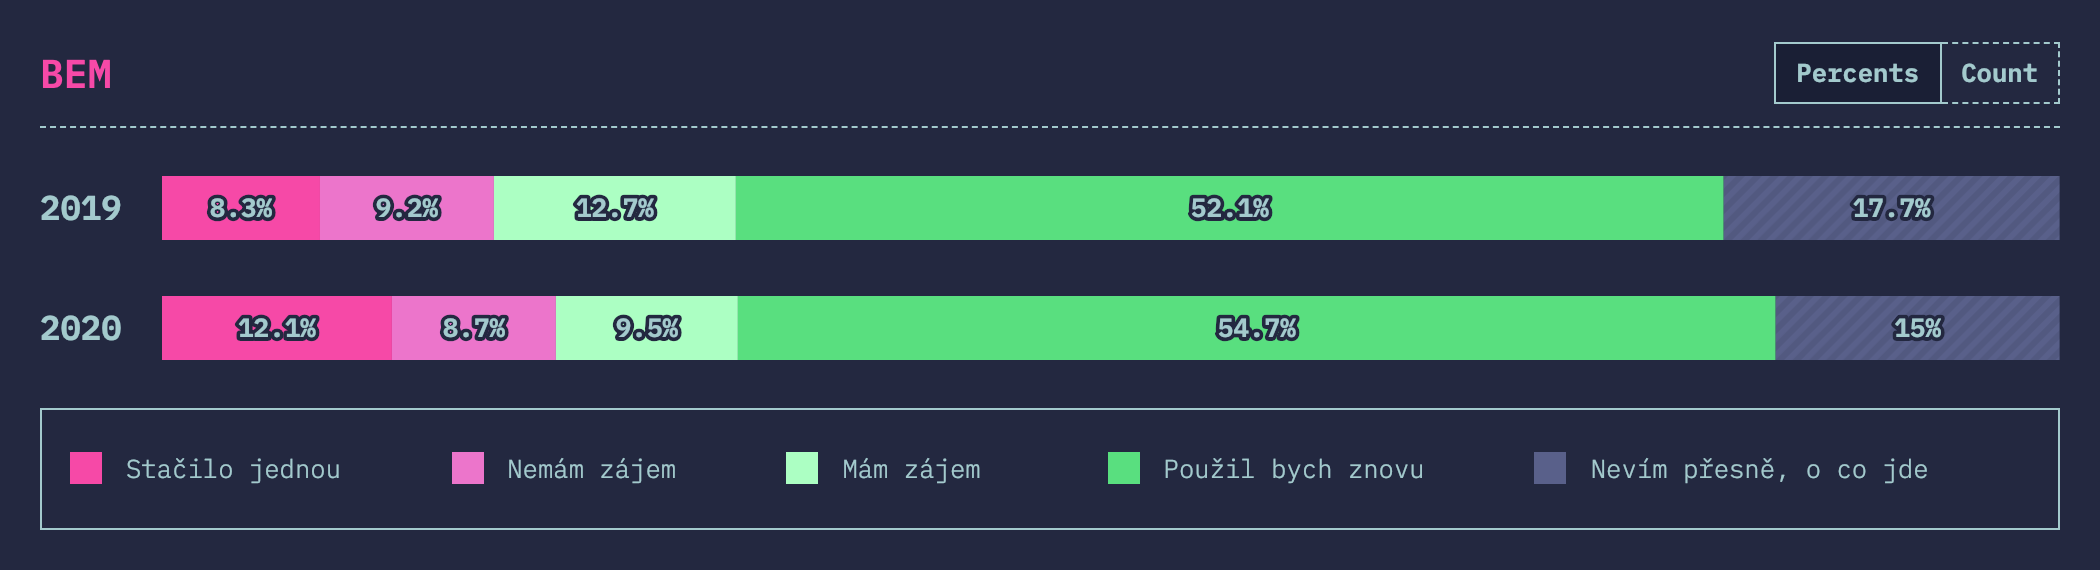 BEM
Percents Count
2019 8.3% 9.2% 12.7% 52.1% 17.7%
2020 12.1% 8.7% 9.5% 54.7% 15%
Stačilo jednou Nemám zájem Mám zájem Použil bych znovu Nevím přesně, o co jde